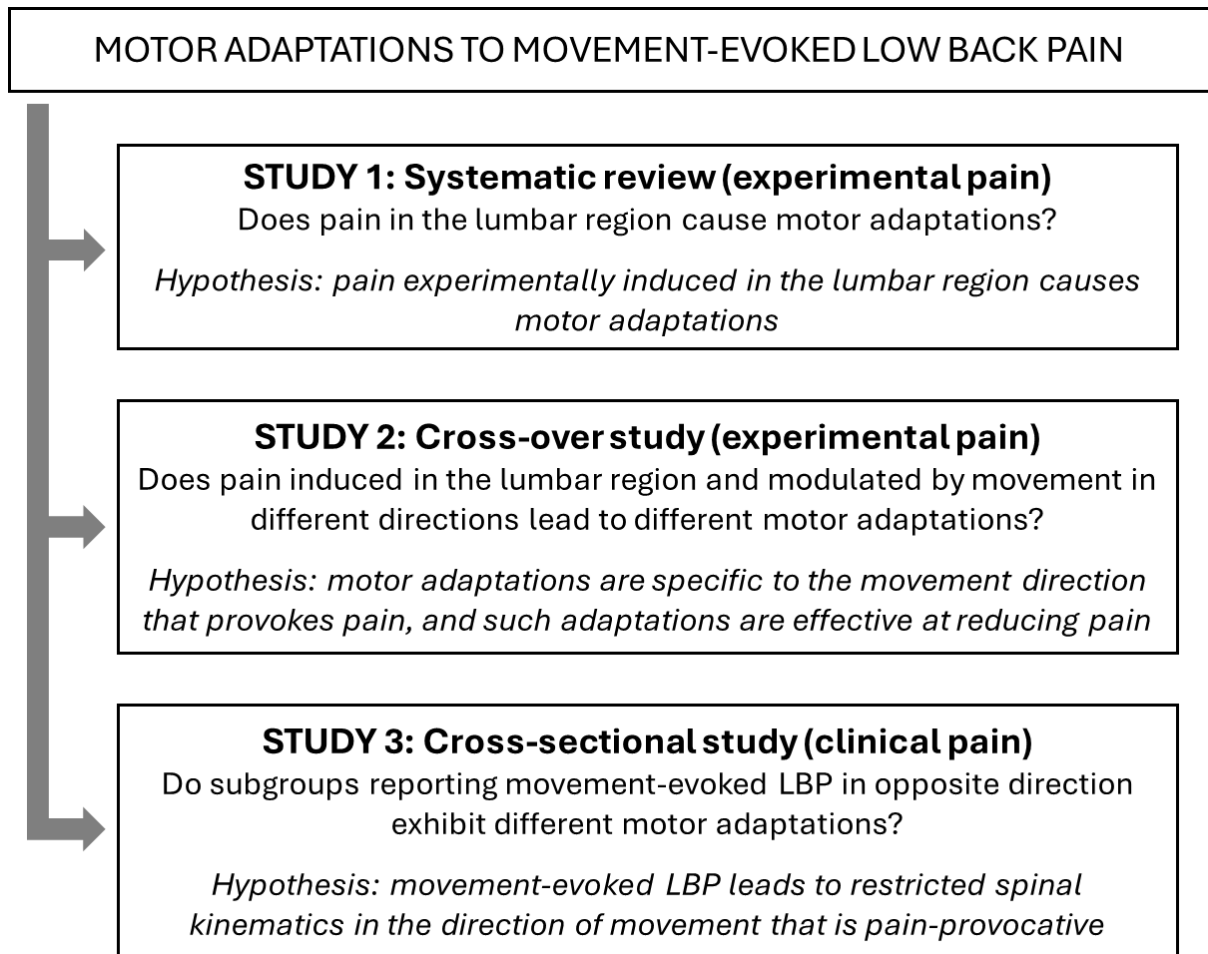 MOTOR ADAPTATIONS TO MOVEMENT-EVOKED LOW BACK PAIN
STUDY 1: Systematic review (experimental pain)
Does pain in the lumbar region cause motor adaptations?
Hypothesis: pain experimentally induced in the lumbar region causes
motor adaptations
STUDY 2: Cross-over study (experimental pain)
Does pain induced in the lumbar region and modulated by movement in
different directions lead to different motor adaptations?
Hypothesis: motor adaptations are specific to the movement direction
that provokes pain, and such adaptations are effective at reducing pain
STUDY 3: Cross-sectional study (clinical pain)
Do subgroups reporting movement-evoked LBP in opposite direction
exhibit different motor adaptations?
Hypothesis: movement-evoked LBP leads to restricted spinal
kinematics in the direction of movement that is pain-provocative